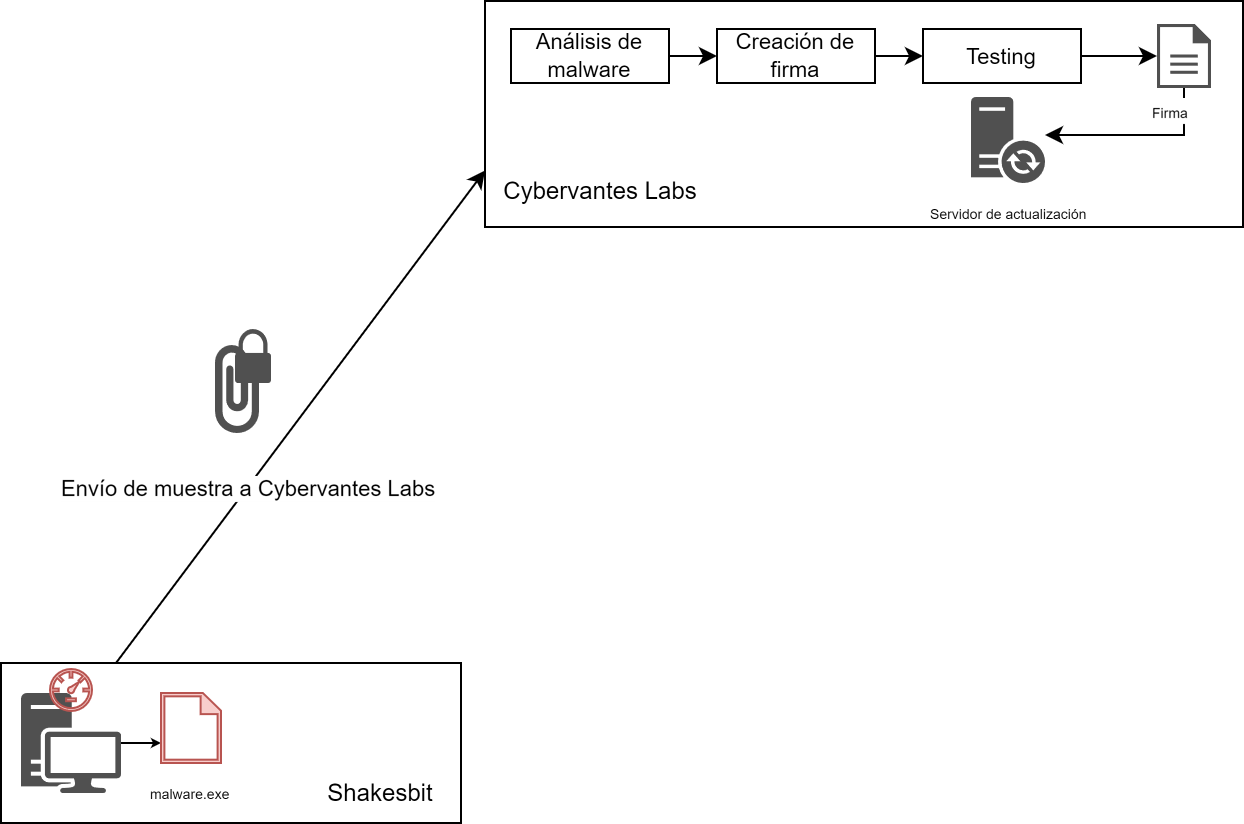 Análisis de
malware
Creación de
firma
Testing
Firma
Cybervantes Labs
Servidor de actualización
Envío de muestra a Cybervantes Labs
malware.exe
Shakesbit